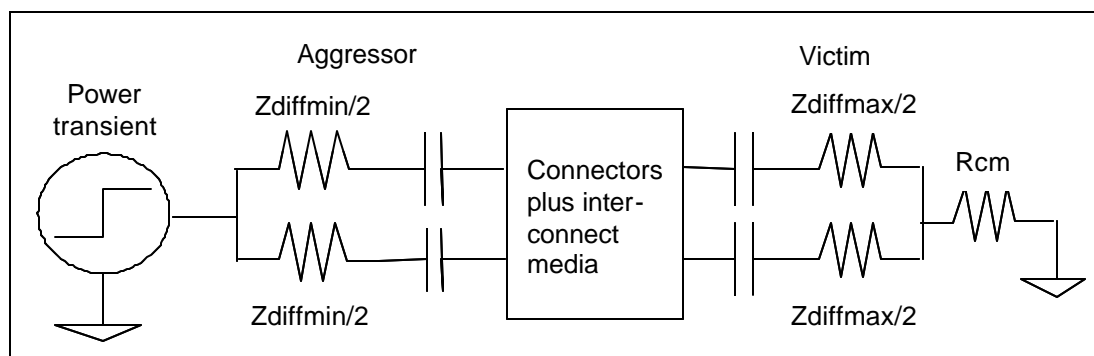 Aggressor
Victim
Power
transient
Zdiffmin/2
Zdiffmax/2
Connectors
plus inter-
connect
media
Rcm
Zdiffmin/2
Zdiffmax/2